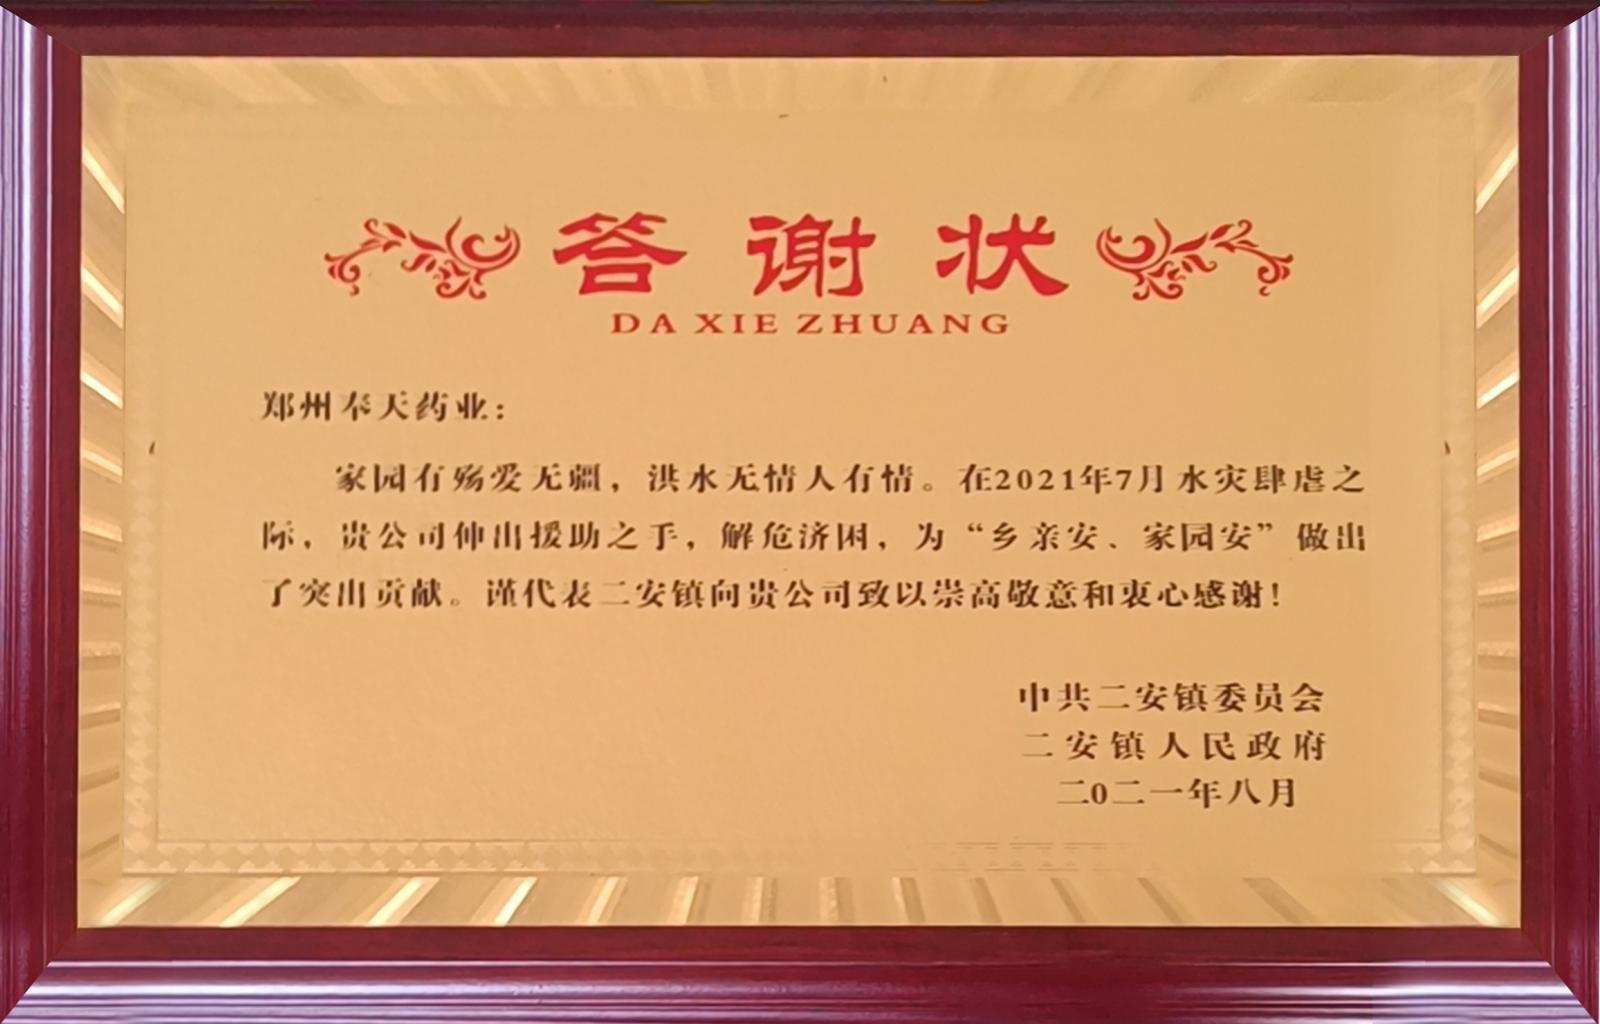 答谢状
DA XIE ZHUANG
郑州奉天药业：
家园有殇爱无疆，洪水无情人有情。在2021年7月水灾肆虐之
际，贵公司伸出援助之手，解危济困，为“乡亲安、家园安”做出
了突出贡献。谨代表二安镇向贵公司致以崇高敬意和衷心感谢！
中共二安镇委员会
二安镇人民政府
二0二一年八月